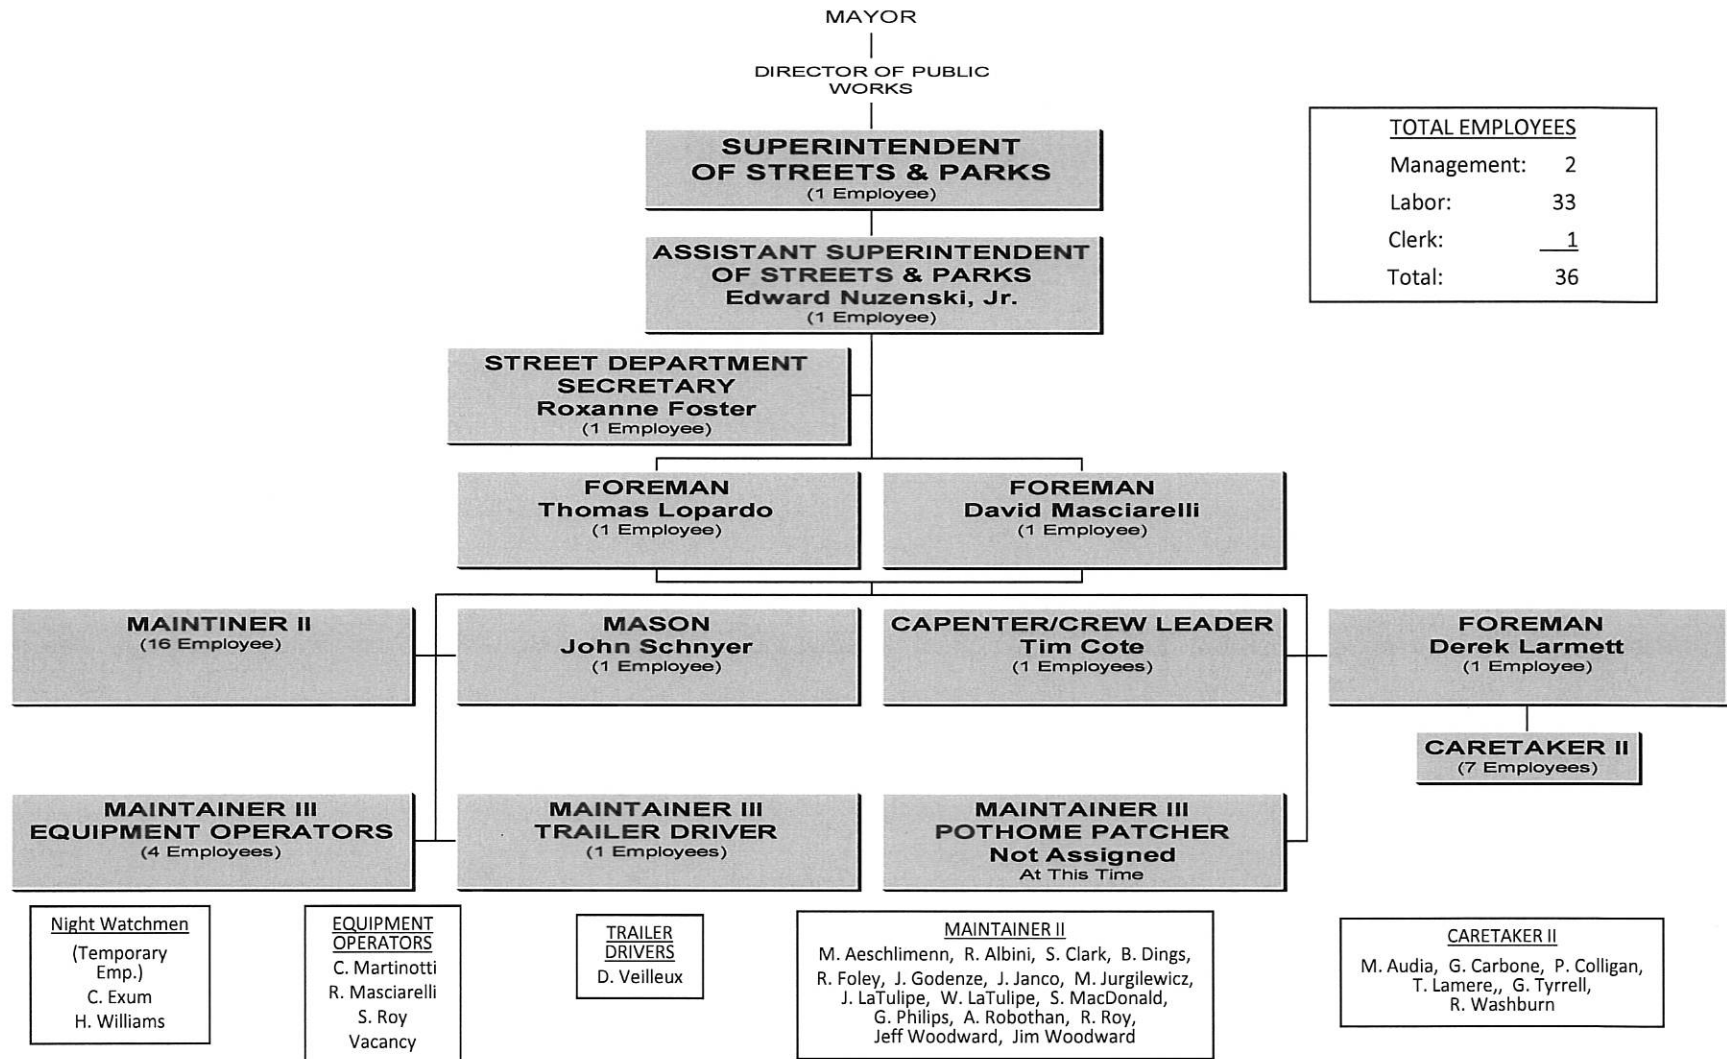 MAYOR
DIRECTOR OF PUBLIC
WORKS
SUPERINTENDENT
OF STREETS & PARKS
(1 Employee)
TOTAL EMPLOYEES
Management: 2
Labor: 33
Clerk: 1
Total: 36
ASSISTANT SUPERINTENDENT
OF STREETS & PARKS
Edward Nuzenski, Jr.
(1 Employee)
STREET DEPARTMENT
SECRETARY
Roxanne Foster
(1 Employee)
FOREMAN
Thomas Lopardo
(1 Employee)
FOREMAN
David Masciarelli
(1 Employee)
MAINTINER II
(16 Employee)
MASON
John Schnyer
(1 Employee)
CAPENTER/CREW LEADER
Tim Cote
(1 Employees)
FOREMAN
Derek Larmett
(1 Employee)
CARETAKER II
(7 Employees)
MAINTAINER III
EQUIPMENT OPERATORS
(4 Employees)
MAINTAINER III
TRAILER DRIVER
(1 Employees)
MAINTAINER III
POTHOME PATCHER
Not Assigned
At This Time
Night Watchmen
(Temporary
Emp.)
C. Exum
H. Williams
EQUIPMENT
OPERATORS
C. Martinotti
R. Masciarelli
S. Roy
Vacancy
TRAILER
DRIVERS
D. Veilleux
MAINTAINER II
M. Aeschlimenn, R. Albini, S. Clark, B. Dings,
R. Foley, J. Godenze, J. Janco, M. Jurgilewicz,
J. LaTulipe, W. LaTulipe, S. MacDonald,
G. Philips, A. Robothan, R. Roy,
Jeff Woodward, Jim Woodward
CARETAKER II
M. Audia, G. Carbone, P. Colligan,
T. Lamere,, G. Tyrrell,
R. Washburn